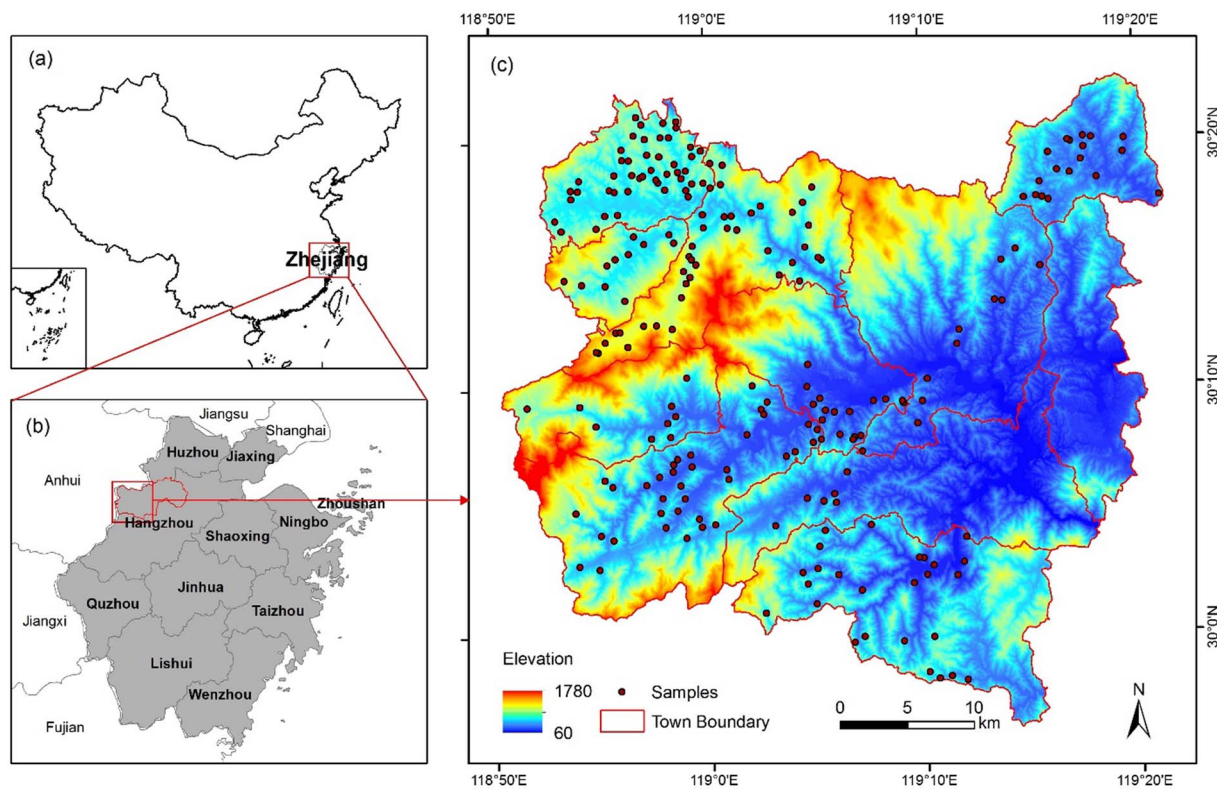 (a)
Zhejiang
(b)
Jiangsu
Shanghai
Huzhou
Jiaxing
Anhui
Zhoushan
Hangzhou
Ningbo
Shaoxing
Jinhua
Quzhou
Taizhou
Jiangxi
Lishui
Wenzhou
Fujian
118°50'E 119°0'E 119°10'E 119°20'E
(c)
30°20'N
30°10'N
30°0'N
Elevation
1780
60
Samples
Town Boundary
0 5 10
km
N
118°50'E 119°0'E 119°10'E 119°20'E